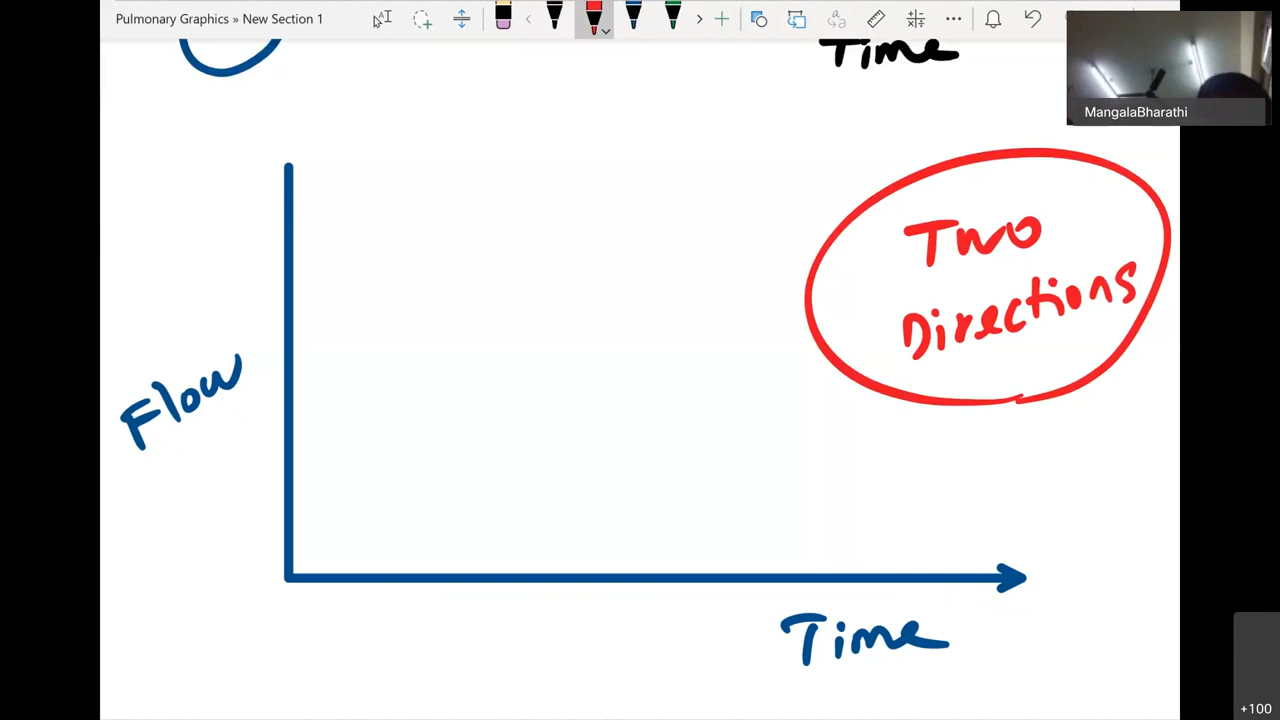 Pulmonary Graphics » New Section 1
Time
MangalaBharathi
Two
Directions
Flow
Time
+100